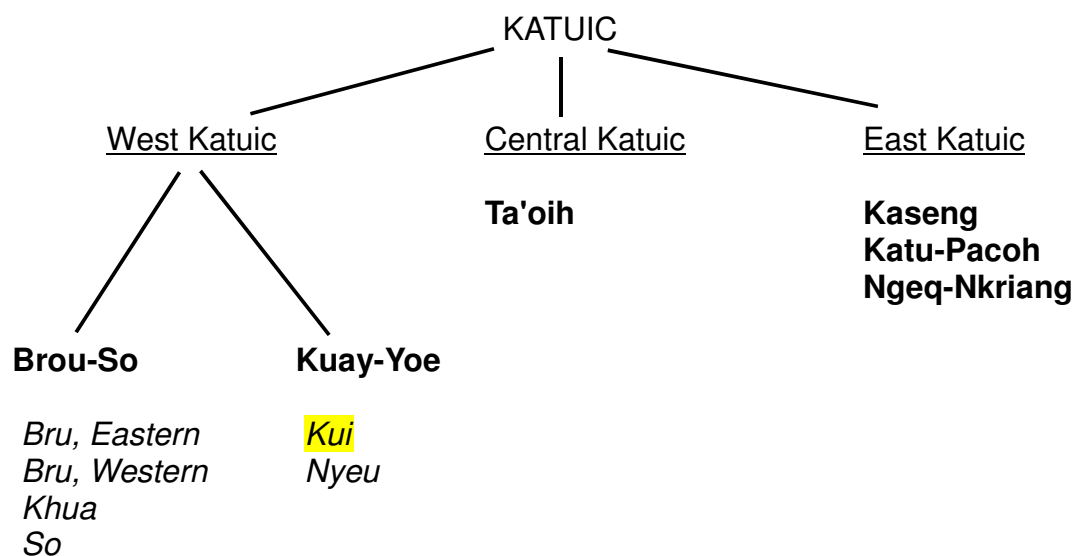 KATUIC
West Katuic
Central Katuic
East Katuic
Ta'oih
Kaseng
Katu-Pacoh
Ngeq-Nkriang
Brou-So
Kuay-Yoe
Bru, Eastern
Bru, Western
Khua
So
Kui
Nyeu